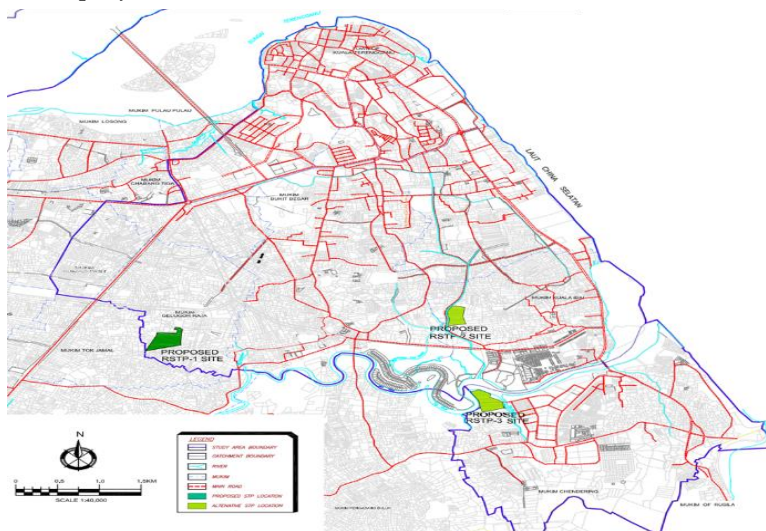 KUALA TERENGGANU
MUKIM PULAU PULAU
MUKIM LOSONG
LAUT CHINA SELATAN
MUKIM
CHABANG TIGA
MUKIM
BUKIT BESAR
MUKIM KUALA IBAI
MUKIM
GELUGOR RAJA
PROPOSED
RSTP-2 SITE
MUKIM TOK JAMAL
PROPOSED
RSTP-1 SITE
PROPOSED
RSTP-3 SITE
N
0 0,5 1,0 1,5KM
SCALE 1:40,000
LEGEND
STUDY AREA BOUNDARY
CATCHMENT BOUNDARY
RIVER
MUKIM
MAIN ROAD
PROPOSED STP LOCATION
ALTERNATIVE STP LOCATION
MUKIM CHENDERING
MUKIM OF RUSILA